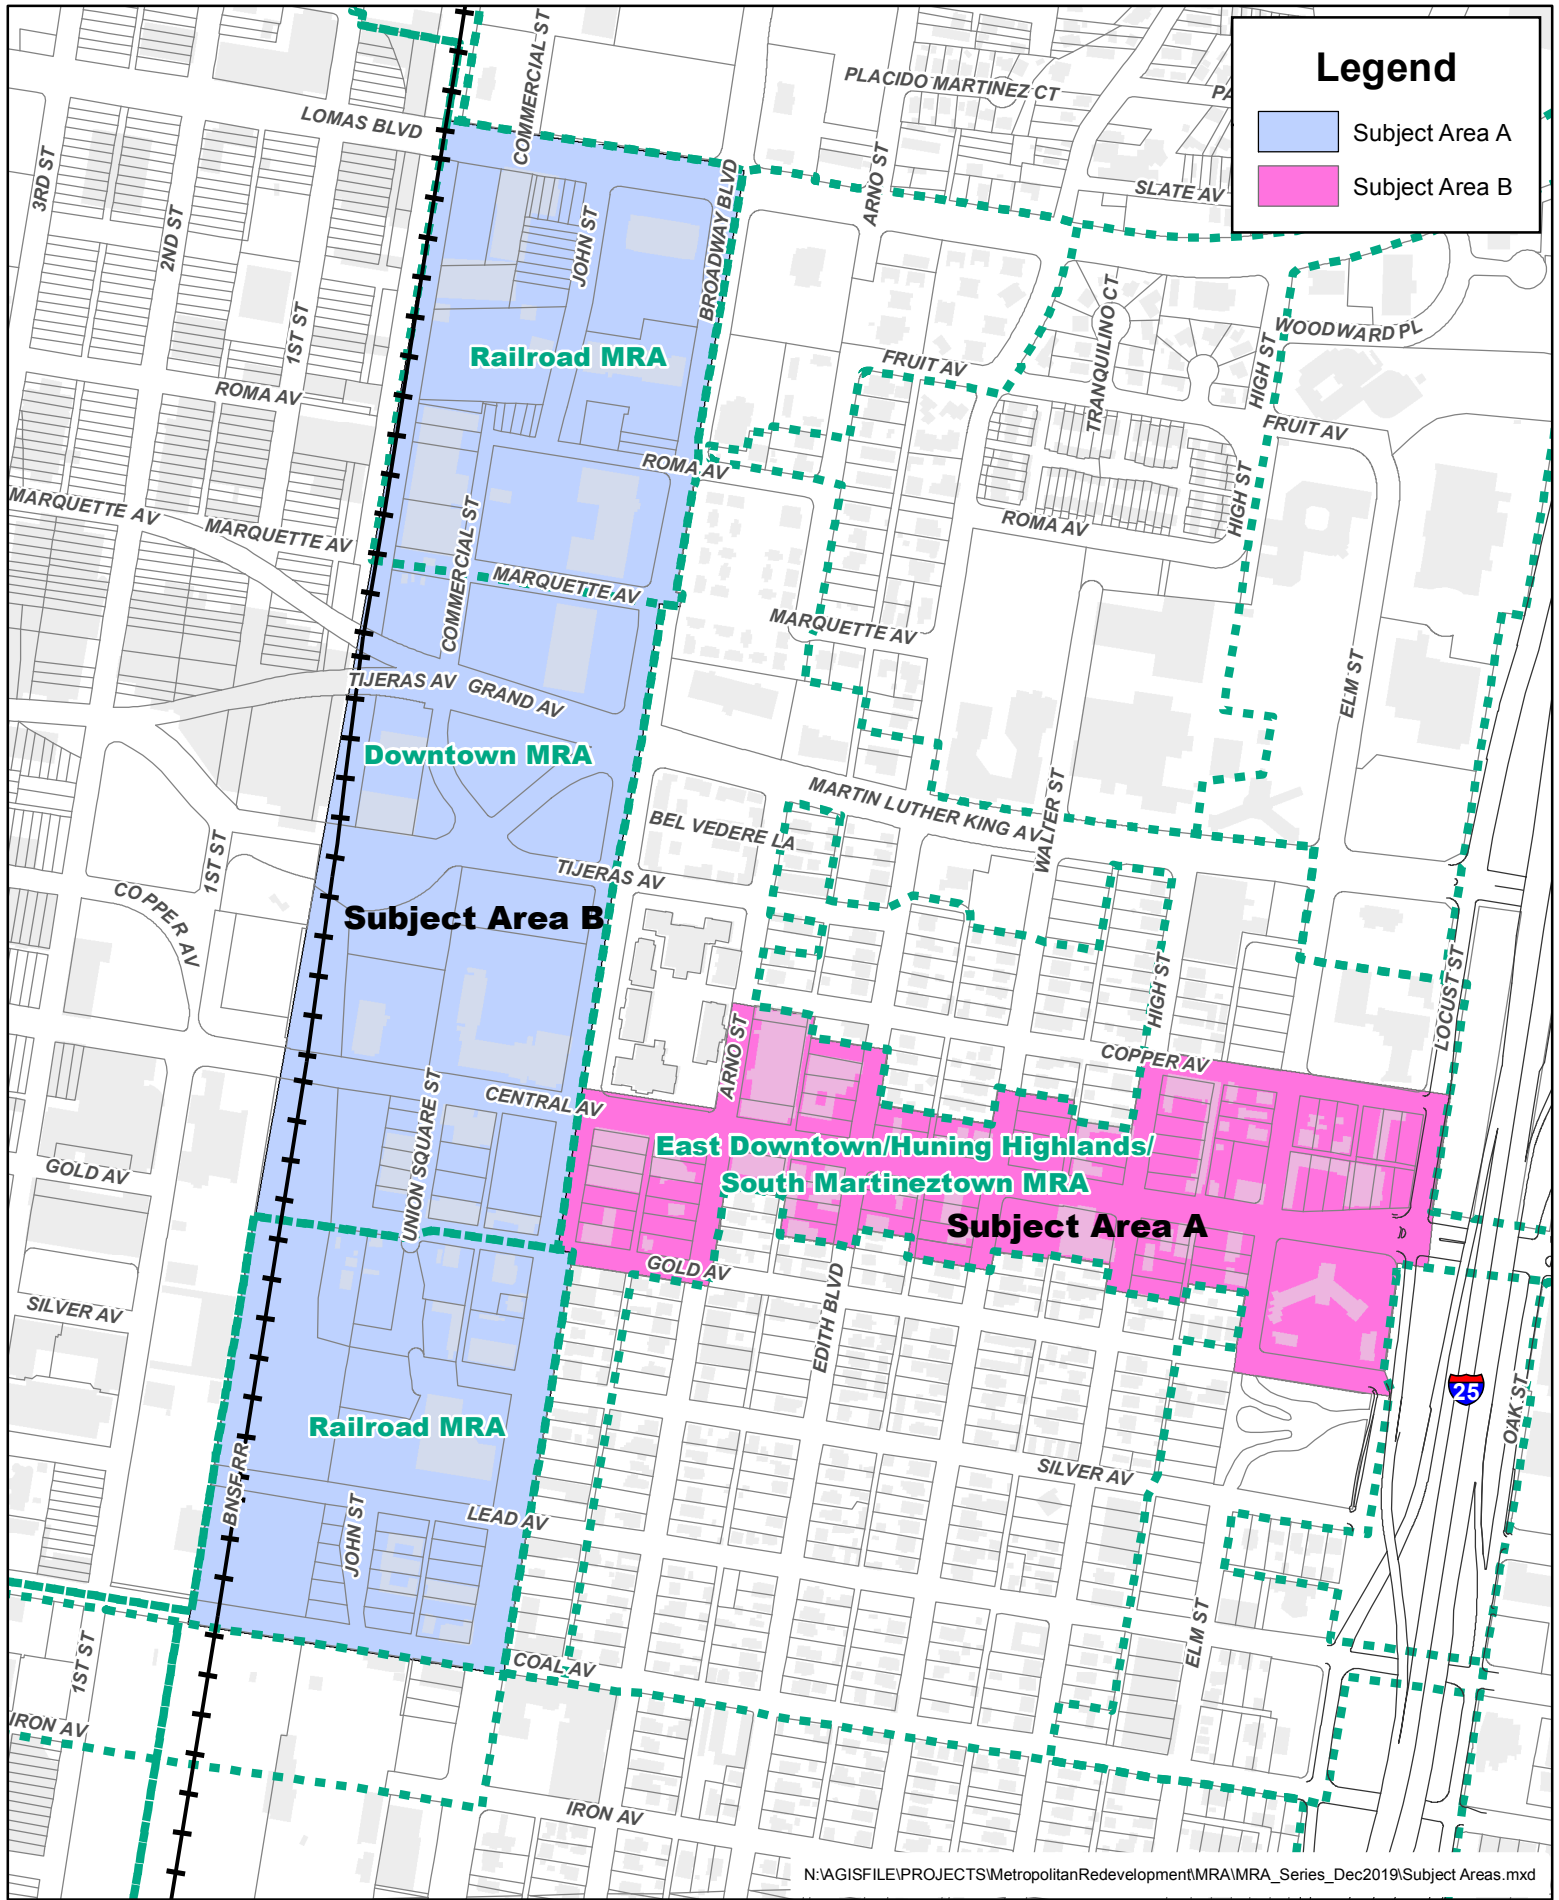 Legend
Subject Area A
Subject Area B
PLACIDO MARTINEZ CT
PA
COMMERCIAL ST
LOMAS BLVD
3RD ST
2ND ST
1ST ST
JOHN ST
BROADWAY BLVD
ARNO ST
SLATE AV
TRANQUILINO CT
HIGH ST
WOODWARD PL
Railroad MRA
FRUIT AV
FRUIT AV
ROMA AV
ROMA AV
ROMA AV
HIGH ST
MARQUETTE AV
MARQUETTE AV
COMMERCIAL ST
MARQUETTE AV
MARQUETTE AV
TIJERAS AV
GRAND AV
ELM ST
Downtown MRA
MARTIN LUTHER KING AV
WALTER ST
BEL VEDERE LA
1ST ST
TIJERAS AV
COPPER AV
Subject Area B
HIGH ST
LOCUST ST
ARNO ST
COPPER AV
CENTRAL AV
UNION SQUARE ST
East Downtown/Huning Highlands/
South Martineztown MRA
Subject Area A
GOLD AV
GOLD AV
EDITH BLVD
SILVER AV
25
OAK ST
Railroad MRA
BNSF RR
SILVER AV
LEAD AV
JOHN ST
ELM ST
1ST ST
COAL AV
IRON AV
IRON AV
N:\AGISFILE\PROJECTS\MetropolitanRedevelopment\MRA\MRA_Series_Dec2019\Subject Areas.mxd